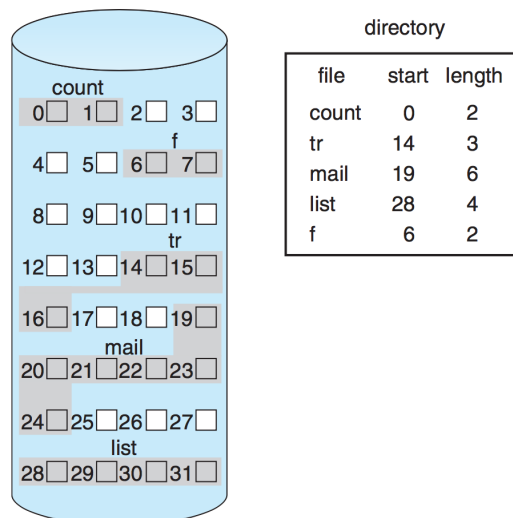 directory
file start length
count 0 2
tr 14 3
mail 19 6
list 28 4
f 6 2
count
0 1 2 3
f
4 5 6 7
8 9 10 11
tr
12 13 14 15
16 17 18 19
mail
20 21 22 23
24 25 26 27
list
28 29 30 31